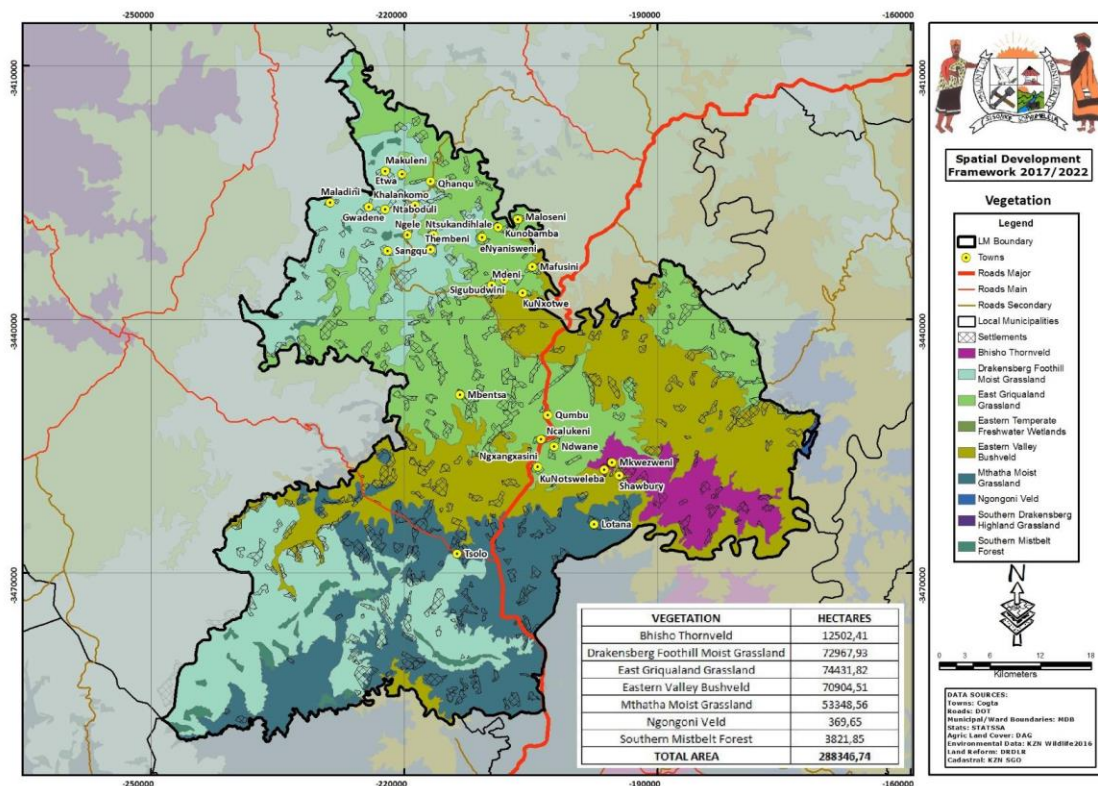 -250000
-220000
-190000
-160000
-3410000
-3410000
-3440000
-3440000
-3470000
-3470000
-250000
-220000
-190000
-160000
Makuleni
Etwa
Qhanqu
Maladini
Khalankomo
Gwadene
Ntaboduli
Maloseni
Ngele
Ntsukandihlale
Kunobamba
Thembeni
eNyanisweni
Sangqu
Mafusini
Mdeni
Sigubudwini
KuNxotwe
Mbentsa
Qumbu
Ncalukeni
Ndwane
Ngxangxasini
Mkwezweni
KuNotsweleba
Shawbury
Lotana
Tsolo
VEGETATION HECTARES
Bhisho Thornveld 12502,41
Drakensberg Foothill Moist Grassland 72967,93
East Griqualand Grassland 74431,82
Eastern Valley Bushveld 70904,51
Mthatha Moist Grassland 53348,56
Ngongoni Veld 369,65
Southern Mistbelt Forest 3821,85
TOTAL AREA 288346,74
Spatial Development
Framework 2017/2022
Vegetation
Legend
LM Boundary
Towns
Roads Major
Roads Main
Roads Secondary
Local Municipalities
Settlements
Bhisho Thornveld
Drakensberg Foothill
Moist Grassland
East Griqualand
Grassland
Eastern Temperate
Freshwater Wetlands
Eastern Valley
Bushveld
Mthatha Moist
Grassland
Ngongoni Veld
Southern Drakensberg
Highland Grassland
Southern Mistbelt
Forest
N
0 3 6 12 18
Kilometers
DATA SOURCES:
Towns: Cogta
Roads: DOT
Municipal/Ward Boundaries: MDB
Stats: STATSSA
Agric Land Cover: DAG
Environmental Data: KZN Wildlife2016
Land Reform: DRDLR
Cadastral: KZN SGO